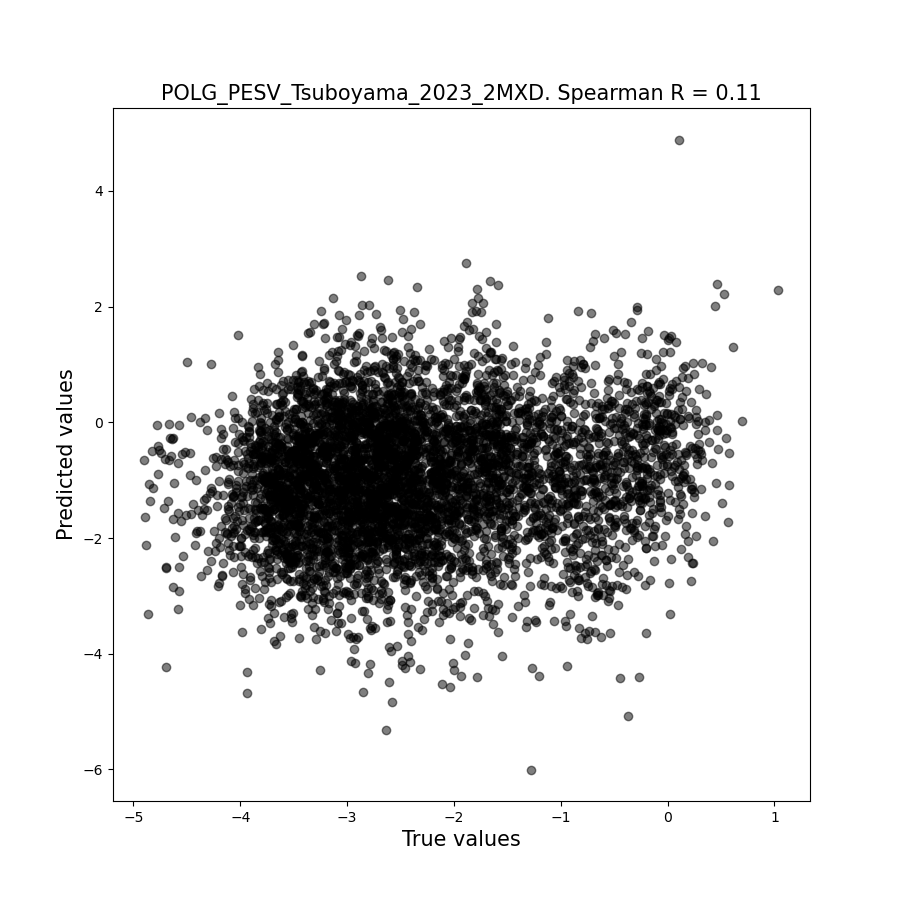 POLG_PESV_Tsuboyama_2023_2MXD. Spearman R = 0.11
4
2
0
−2
−4
−6
Predicted values
−5 −4 −3 −2 −1 0 1
True values